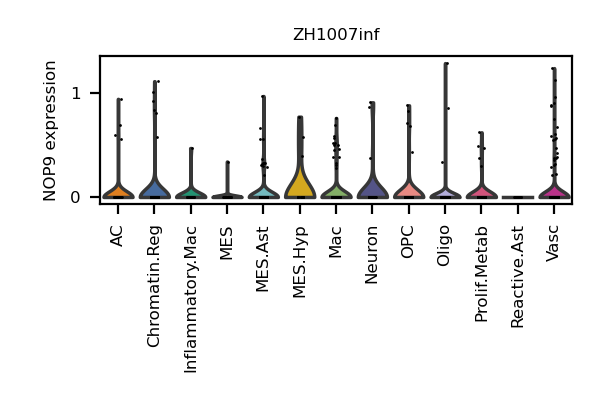 ZH1007inf
NOP9 expression
1
0
AC
Chromatin.Reg
Inflammatory.Mac
MES
MES.Ast
MES.Hyp
Mac
Neuron
OPC
Oligo
Prolif.Metab
Reactive.Ast
Vasc